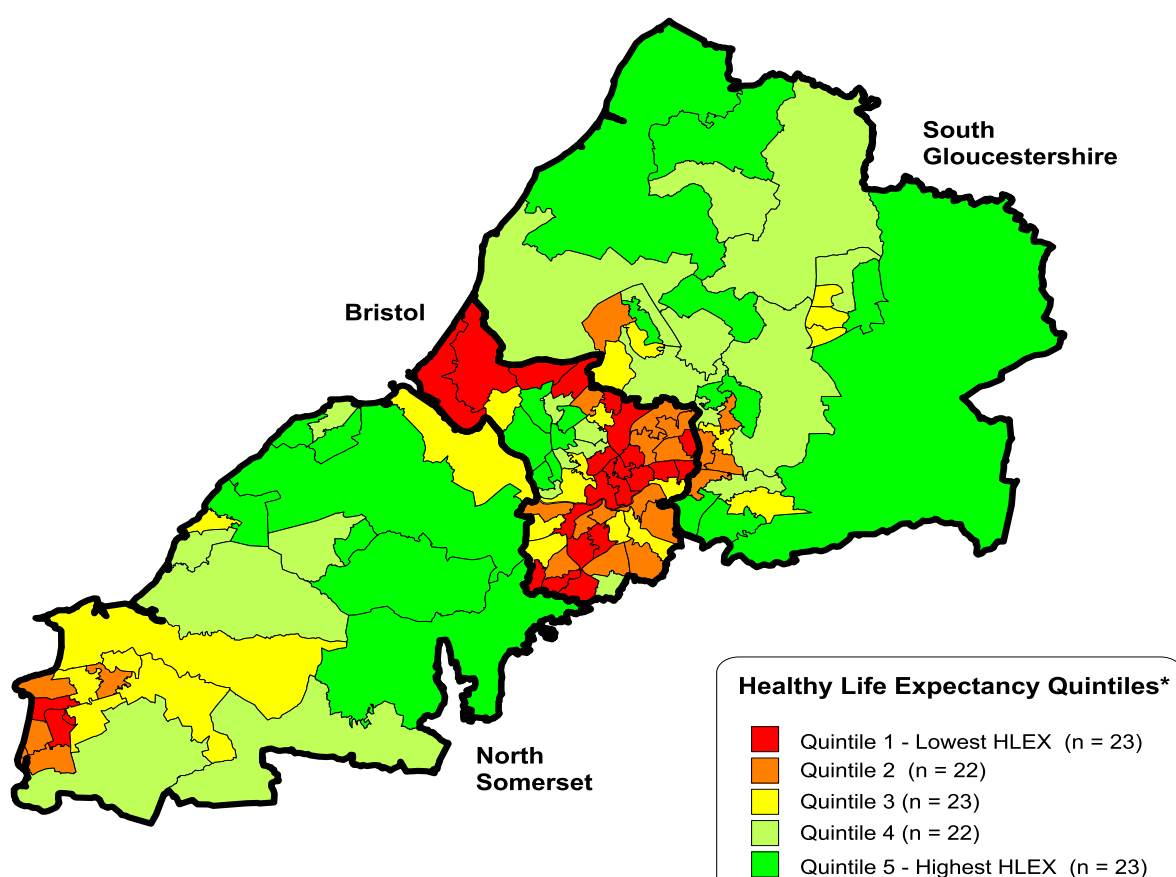 South
Gloucestershire
Bristol
North
Somerset
Healthy Life Expectancy Quintiles*
Quintile 1 - Lowest HLEX (n = 23)
Quintile 2 (n = 22)
Quintile 3 (n = 23)
Quintile 4 (n = 22)
Quintile 5 - Highest HLEX (n = 23)